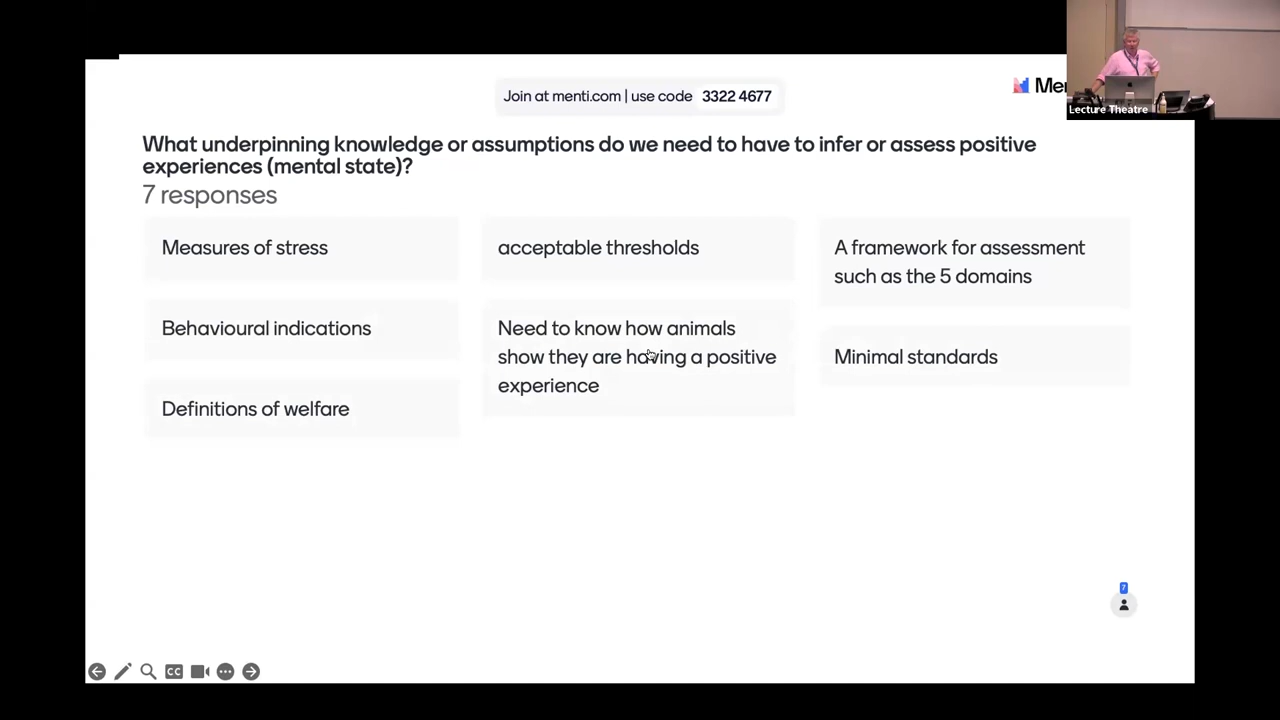 Join at menti.com | use code 3322 4677
Me
Lecture Theatre
What underpinning knowledge or assumptions do we need to have to infer or assess positive
experiences (mental state)?
7 responses
Measures of stress
Behavioural indications
Definitions of welfare
acceptable thresholds
Need to know how animals
show they are having a positive
experience
A framework for assessment
such as the 5 domains
Minimal standards
7
CC